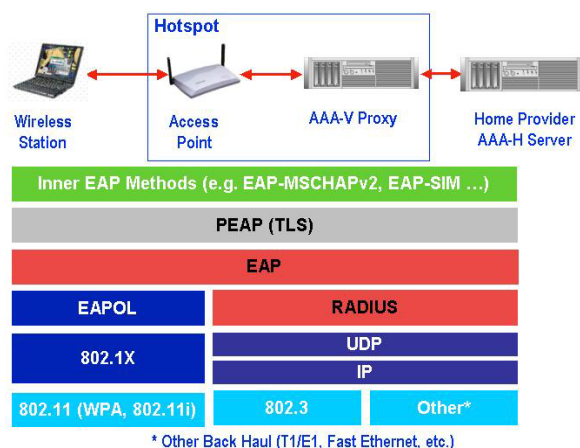 Hotspot
Wireless
Station
Access
Point
AAA-V Proxy
Home Provider
AAA-H Server
Inner EAP Methods (e.g. EAP-MSCHAPv2, EAP-SIM ...)
PEAP (TLS)
EAP
EAPOL
RADIUS
802.1X
UDP
IP
802.11 (WPA, 802.11i)
802.3
Other*
* Other Back Haul (T1/E1, Fast Ethernet, etc.)